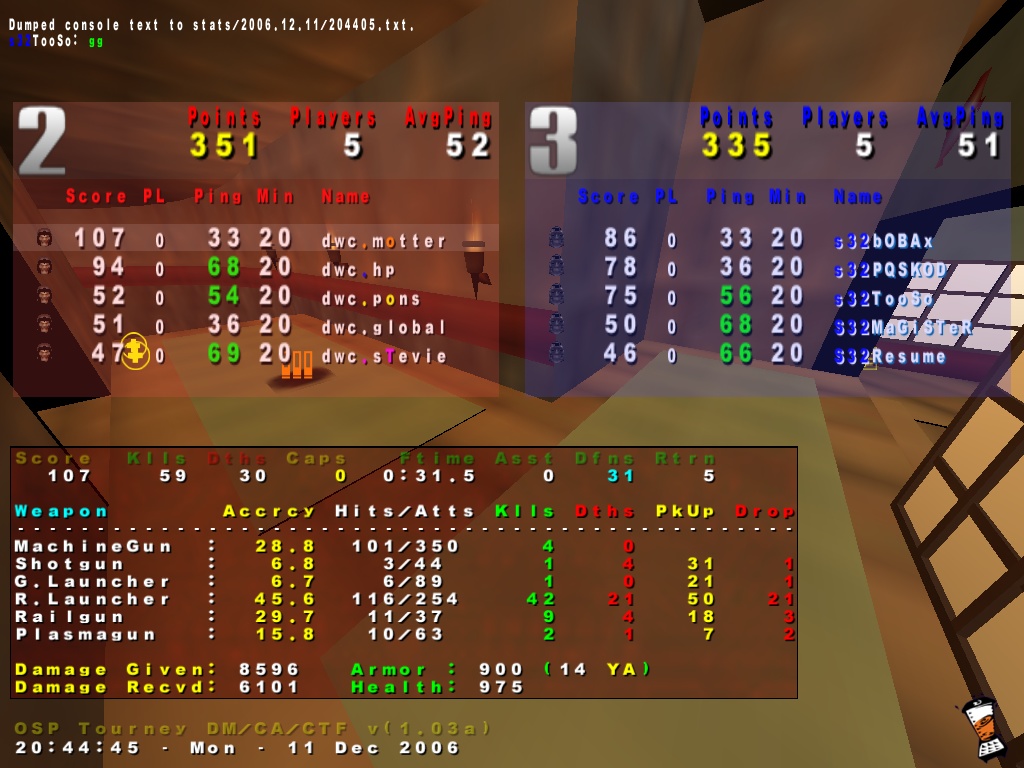 Dumped console text to stats/2006.12.11/204405.txt.
s32TooSo: gg
2 Points Players AvgPing
351 5 52
Score PL Ping Min Name
107 0 33 20 dwc.motter
94 0 68 20 dwc.hp
52 0 54 20 dwc.pons
51 0 36 20 dwc.global
47 0 69 20 dwc.sTevie
3 Points Players AvgPing
335 5 51
Score PL Ping Min Name
86 0 33 20 s32bOBAx
78 0 36 20 s32PQSKOD
75 0 56 20 s32TooSo
50 0 68 20 S32MaGiSTeR
46 0 66 20 S32Resume
Score Klls Dths Caps Ftime Asst Dfns Rtrn
107 59 30 0 0:31.5 0 31 5
Weapon Accrcy Hits/Atts Klls Dths PkUp Drop
MachineGun : 28.8 101/350 4 0
Shotgun : 6.8 3/44 1 4 31 1
G.Launcher : 6.7 6/89 1 0 21 1
R.Launcher : 45.6 116/254 42 21 50 21
Railgun : 29.7 11/37 9 4 18 3
Plasmagun : 15.8 10/63 2 1 7 2
Damage Given: 8596 Armor : 900 (14 YA)
Damage Recvd: 6101 Health: 975
OSP Tourney DM/CA/CTF v(1.03a)
20:44:45 - Mon - 11 Dec 2006